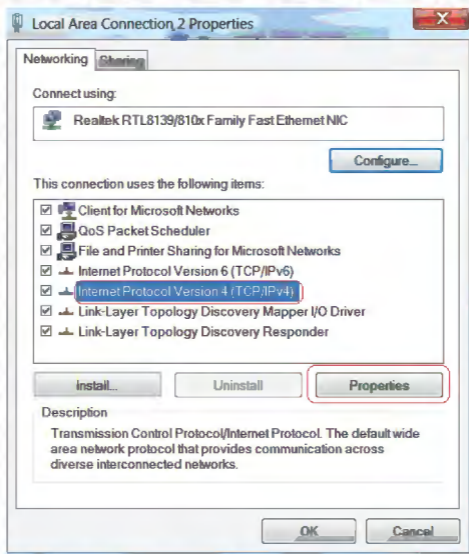 Local Area Connection 2 Properties
Networking Sharing
Connect using:
Realtek RTL8139/810x Family Fast Ethernet NIC
Configure...
This connection uses the following items:
Client for Microsoft Networks
QoS Packet Scheduler
File and Printer Sharing for Microsoft Networks
Internet Protocol Version 6 (TCP/IPv6)
Internet Protocol Version 4 (TCP/IPv4)
Link-Layer Topology Discovery Mapper I/O Driver
Link-Layer Topology Discovery Responder
Install... Uninstall Properties
Description
Transmission Control Protocol/Internet Protocol. The default wide
area network protocol that provides communication across
diverse interconnected networks.
OK Cancel